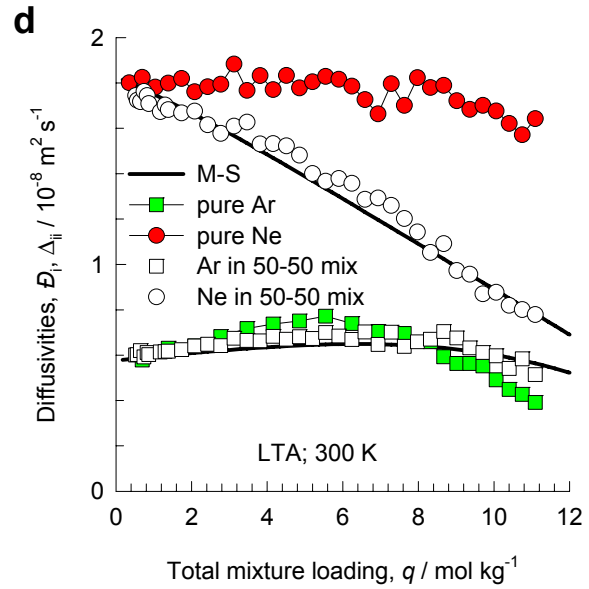 d
2
1
0
Diffusivities, Đi, Δii / 10-8 m2 s-1
M-S
pure Ar
pure Ne
Ar in 50-50 mix
Ne in 50-50 mix
LTA; 300 K
0 2 4 6 8 10 12
Total mixture loading, q / mol kg-1